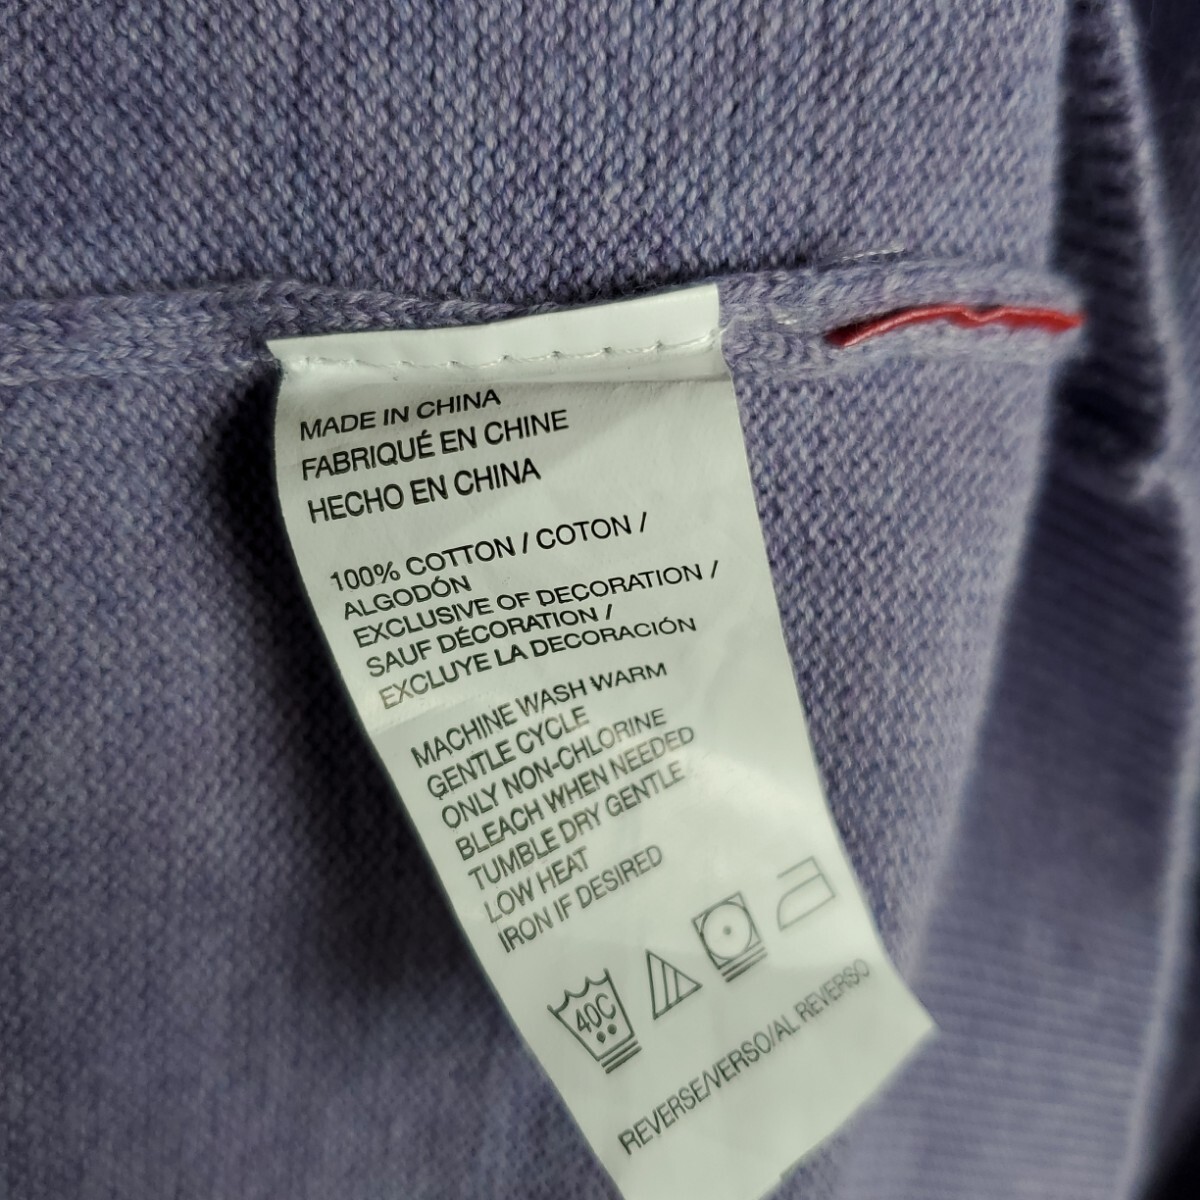 MADE IN CHINA
FABRIQUÉ EN CHINE
HECHO EN CHINA
100% COTTON / COTON /
ALGODÓN
EXCLUSIVE OF DECORATION /
SAUF DÉCORATION /
EXCLUYE LA DECORACIÓN
MACHINE WASH WARM
GENTLE CYCLE
ONLY NON-CHLORINE
BLEACH WHEN NEEDED
TUMBLE DRY GENTLE
LOW HEAT
IRON IF DESIRED
40C
REVERSE/VERSO/AL REVERSO